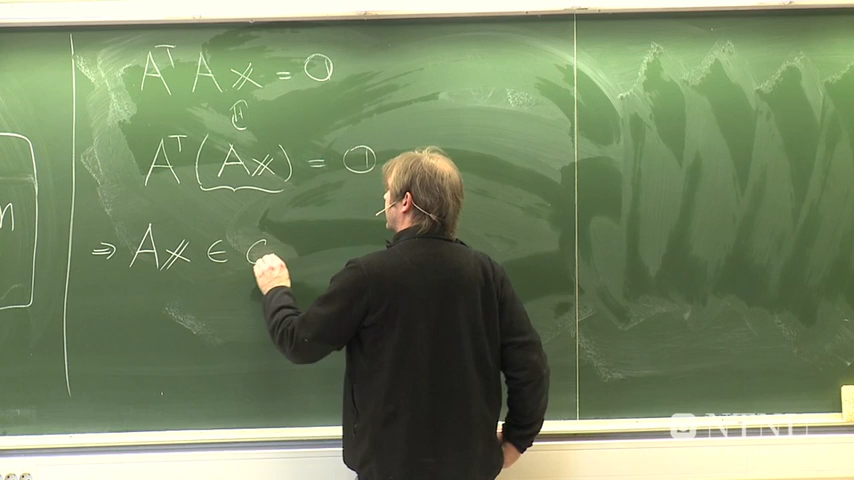 AᵀA𝕩 = 𝟘
Aᵀ(A𝕩) = 𝟘
n
⇒ A𝕩 ∈ C
NTNU